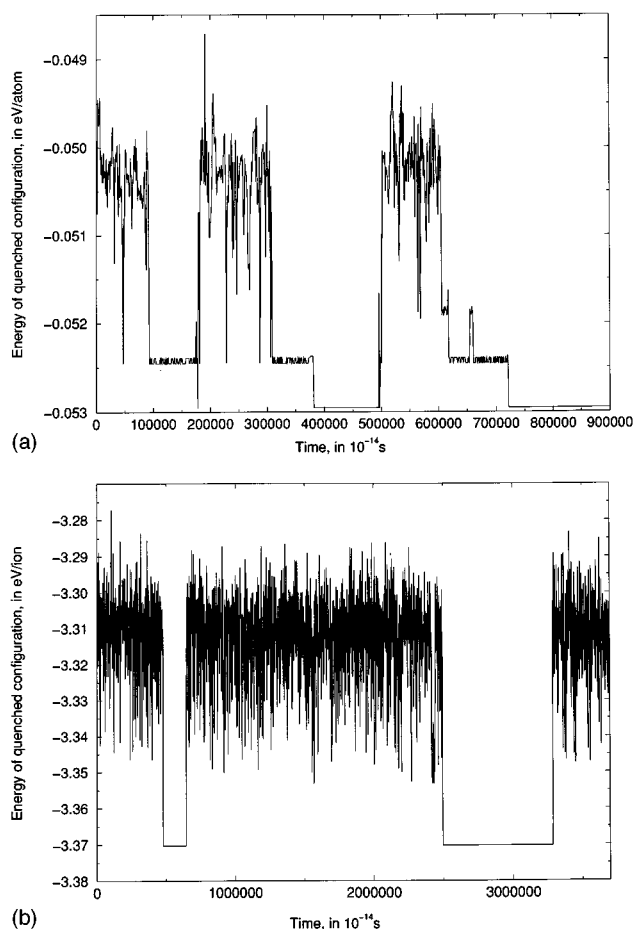 Energy of quenched configuration, in eV/atom
−0.049
−0.050
−0.051
−0.052
−0.053
0 100000 200000 300000 400000 500000 600000 700000 800000 900000
(a)
Time, in 10⁻¹⁴s
Energy of quenched configuration, in eV/ion
−3.28
−3.29
−3.30
−3.31
−3.32
−3.33
−3.34
−3.35
−3.36
−3.37
−3.38
0 1000000 2000000 3000000
(b)
Time, in 10⁻¹⁴s